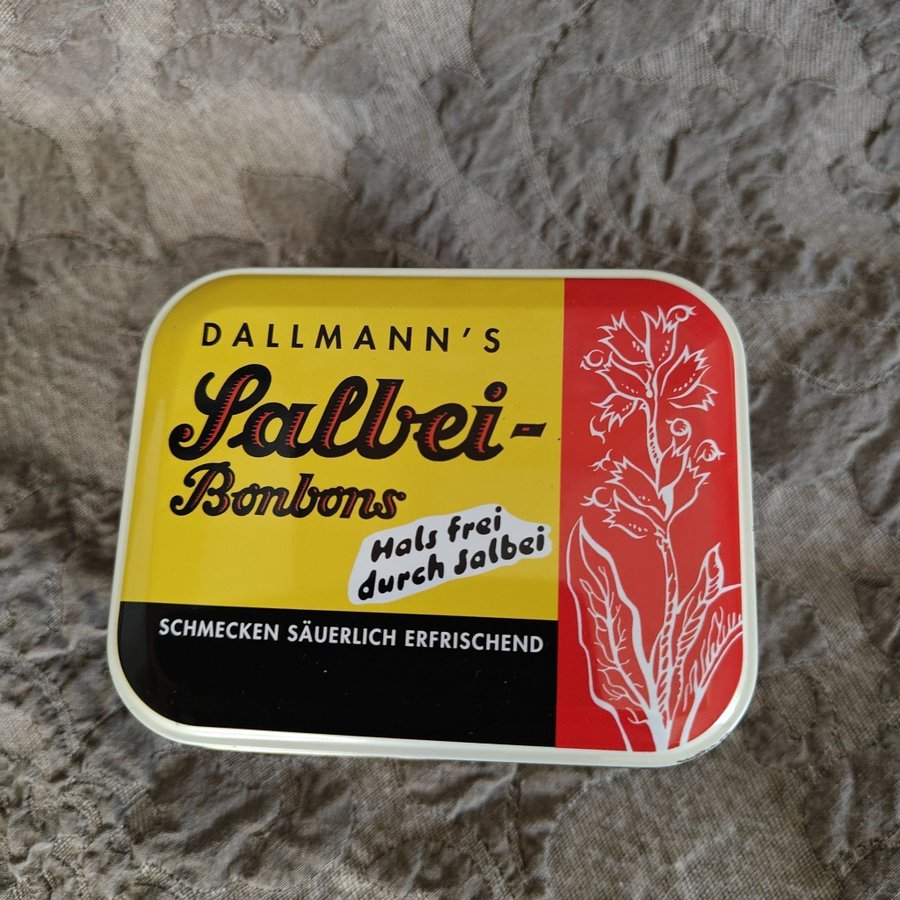 DALLMANN'S
Salbei-
Bonbons
Hals frei
durch Salbei
SCHMECKEN SÄUERLICH ERFRISCHEND